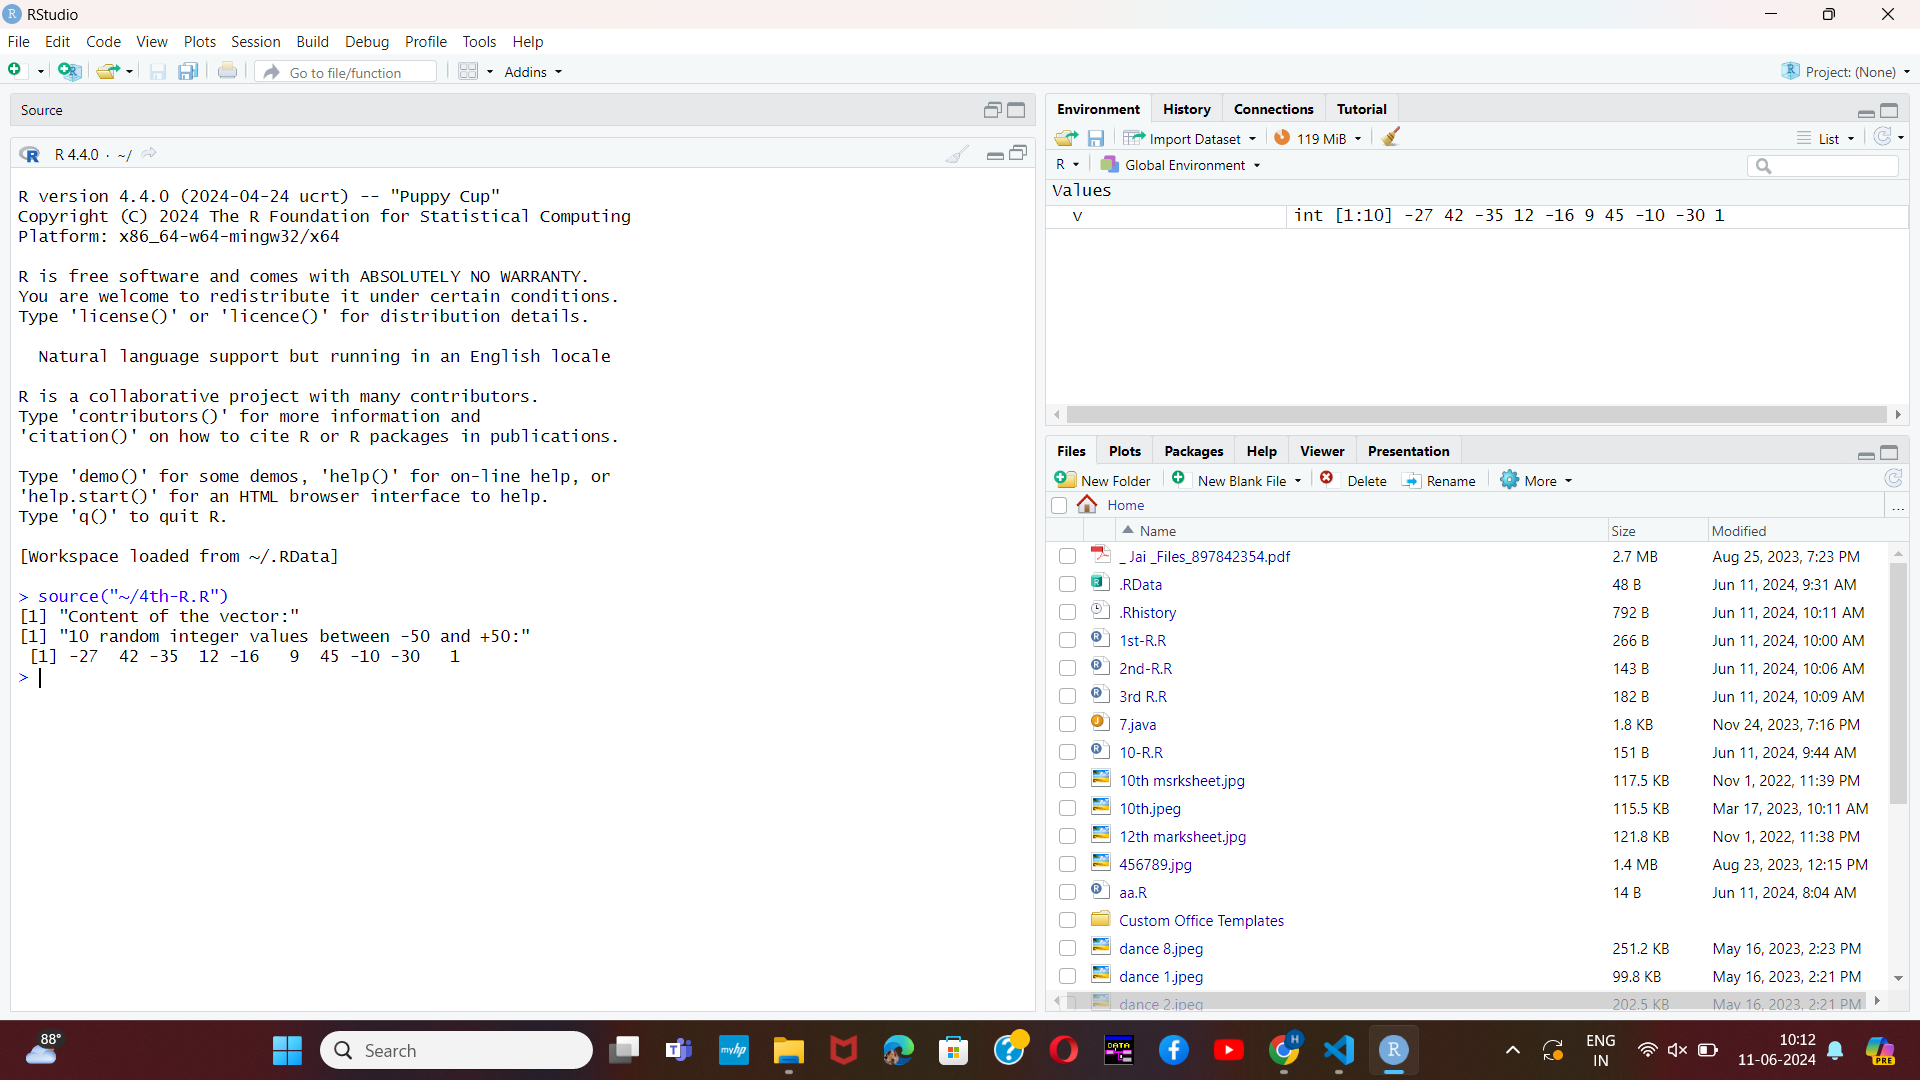 RStudio
File Edit Code View Plots Session Build Debug Profile Tools Help
Go to file/function Addins Project: (None)
Source
R 4.4.0 · ~/
R version 4.4.0 (2024-04-24 ucrt) -- "Puppy Cup"
Copyright (C) 2024 The R Foundation for Statistical Computing
Platform: x86_64-w64-mingw32/x64
R is free software and comes with ABSOLUTELY NO WARRANTY.
You are welcome to redistribute it under certain conditions.
Type 'license()' or 'licence()' for distribution details.
Natural language support but running in an English locale
R is a collaborative project with many contributors.
Type 'contributors()' for more information and
'citation()' on how to cite R or R packages in publications.
Type 'demo()' for some demos, 'help()' for on-line help, or
'help.start()' for an HTML browser interface to help.
Type 'q()' to quit R.
[Workspace loaded from ~/.RData]
> source("~/4th-R.R")
[1] "Content of the vector:"
[1] "10 random integer values between -50 and +50:"
[1] -27 42 -35 12 -16 9 45 -10 -30 1
>
Environment History Connections Tutorial
Import Dataset 119 MiB List
R Global Environment
Values
v int [1:10] -27 42 -35 12 -16 9 45 -10 -30 1
Files Plots Packages Help Viewer Presentation
New Folder New Blank File Delete Rename More
Home ...
Name Size Modified
_ Jai _Files_897842354.pdf 2.7 MB Aug 25, 2023, 7:23 PM
.RData 48 B Jun 11, 2024, 9:31 AM
.Rhistory 792 B Jun 11, 2024, 10:11 AM
1st-R.R 266 B Jun 11, 2024, 10:00 AM
2nd-R.R 143 B Jun 11, 2024, 10:06 AM
3rd R.R 182 B Jun 11, 2024, 10:09 AM
7.java 1.8 KB Nov 24, 2023, 7:16 PM
10-R.R 151 B Jun 11, 2024, 9:44 AM
10th msrksheet.jpg 117.5 KB Nov 1, 2022, 11:39 PM
10th.jpeg 115.5 KB Mar 17, 2023, 10:11 AM
12th marksheet.jpg 121.8 KB Nov 1, 2022, 11:38 PM
456789.jpg 1.4 MB Aug 23, 2023, 12:15 PM
aa.R 14 B Jun 11, 2024, 8:04 AM
Custom Office Templates
dance 8.jpeg 251.2 KB May 16, 2023, 2:23 PM
dance 1.jpeg 99.8 KB May 16, 2023, 2:21 PM
dance 2.jpeg 202.5 KB May 16, 2023, 2:21 PM
88° Search myhp DATA H R ENG IN 10:12 11-06-2024 PRE